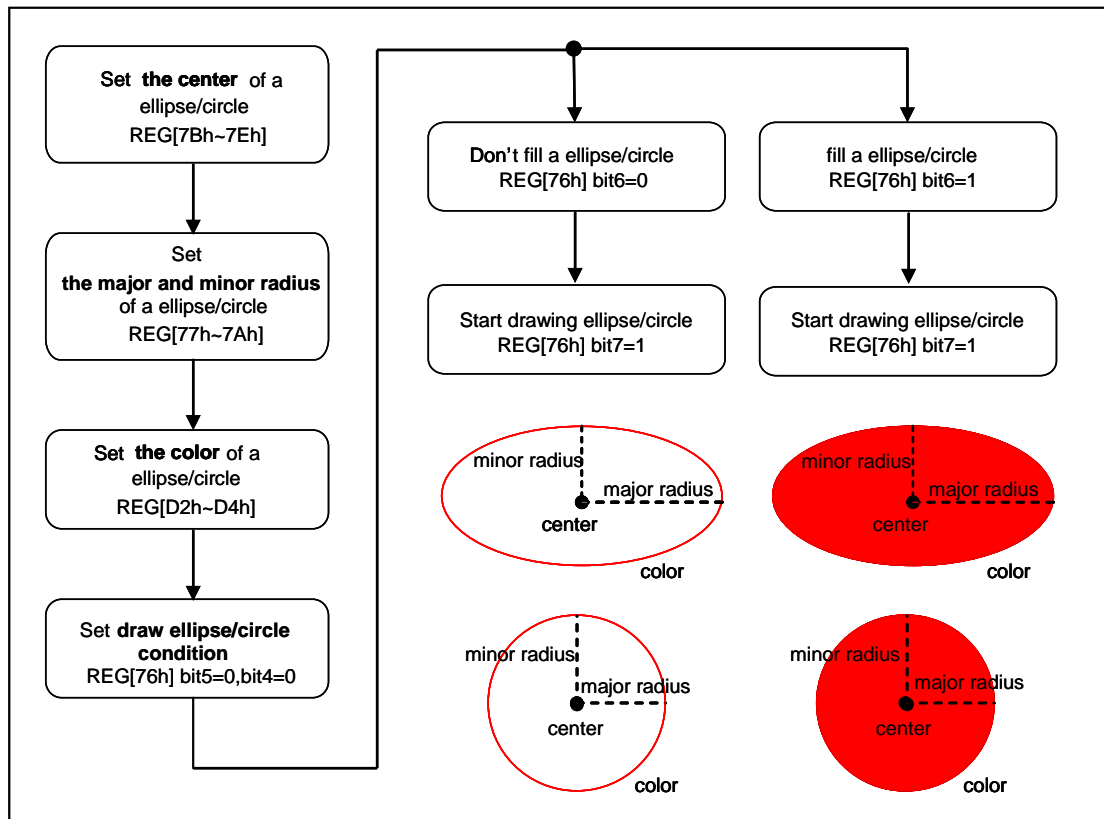 Set the center of a
ellipse/circle
REG[7Bh~7Eh]
Set
the major and minor radius
of a ellipse/circle
REG[77h~7Ah]
Set the color of a
ellipse/circle
REG[D2h~D4h]
Set draw ellipse/circle
condition
REG[76h] bit5=0,bit4=0
Don't fill a ellipse/circle
REG[76h] bit6=0
Start drawing ellipse/circle
REG[76h] bit7=1
fill a ellipse/circle
REG[76h] bit6=1
Start drawing ellipse/circle
REG[76h] bit7=1
minor radius
major radius
center
color
minor radius
major radius
center
color
minor radius
major radius
center
color
minor radius
major radius
center
color